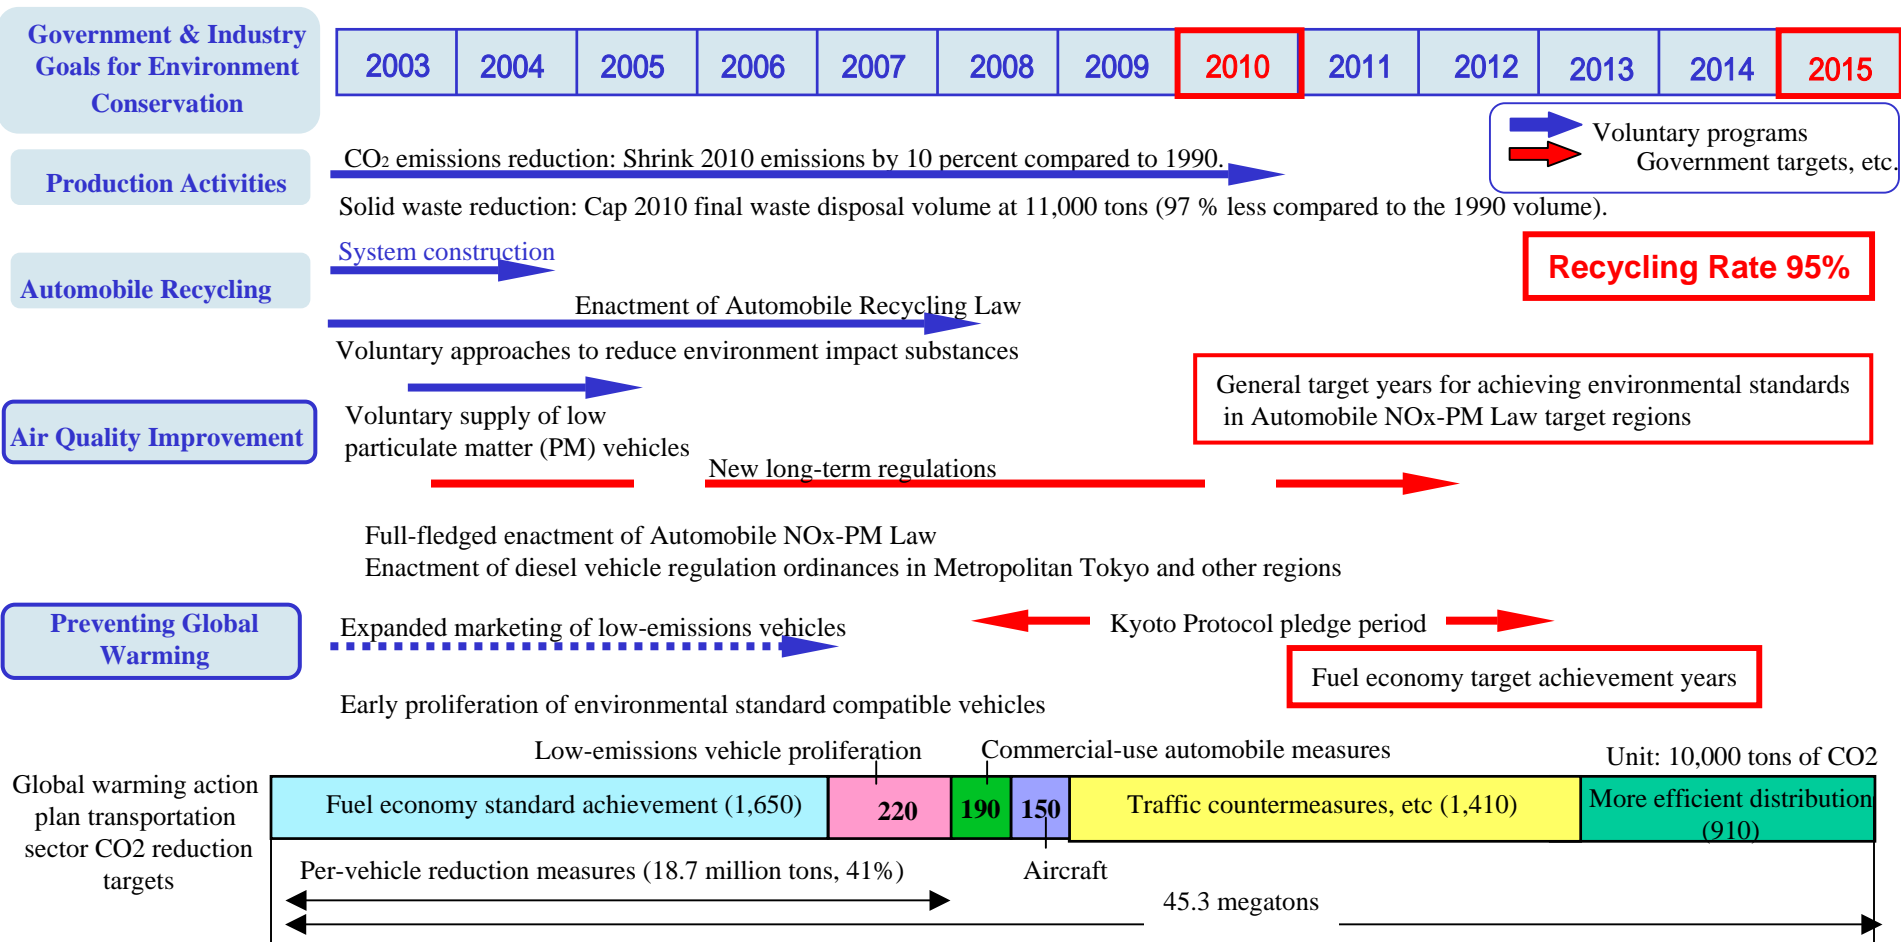 Government & Industry
Goals for Environment
Conservation
2003 2004 2005 2006 2007 2008 2009 2010 2011 2012 2013 2014 2015
Voluntary programs
Government targets, etc.
Production Activities
CO2 emissions reduction: Shrink 2010 emissions by 10 percent compared to 1990.
Solid waste reduction: Cap 2010 final waste disposal volume at 11,000 tons (97 % less compared to the 1990 volume).
Automobile Recycling
System construction
Recycling Rate 95%
Enactment of Automobile Recycling Law
Voluntary approaches to reduce environment impact substances
Air Quality Improvement
General target years for achieving environmental standards
in Automobile NOx-PM Law target regions
Voluntary supply of low
particulate matter (PM) vehicles
New long-term regulations
Full-fledged enactment of Automobile NOx-PM Law
Enactment of diesel vehicle regulation ordinances in Metropolitan Tokyo and other regions
Preventing Global
Warming
Expanded marketing of low-emissions vehicles
Kyoto Protocol pledge period
Fuel economy target achievement years
Early proliferation of environmental standard compatible vehicles
Low-emissions vehicle proliferation
Commercial-use automobile measures
Unit: 10,000 tons of CO2
Global warming action
plan transportation
sector CO2 reduction
targets
Fuel economy standard achievement (1,650)
220
190
150
Traffic countermeasures, etc (1,410)
More efficient distribution
(910)
Per-vehicle reduction measures (18.7 million tons, 41%)
Aircraft
45.3 megatons